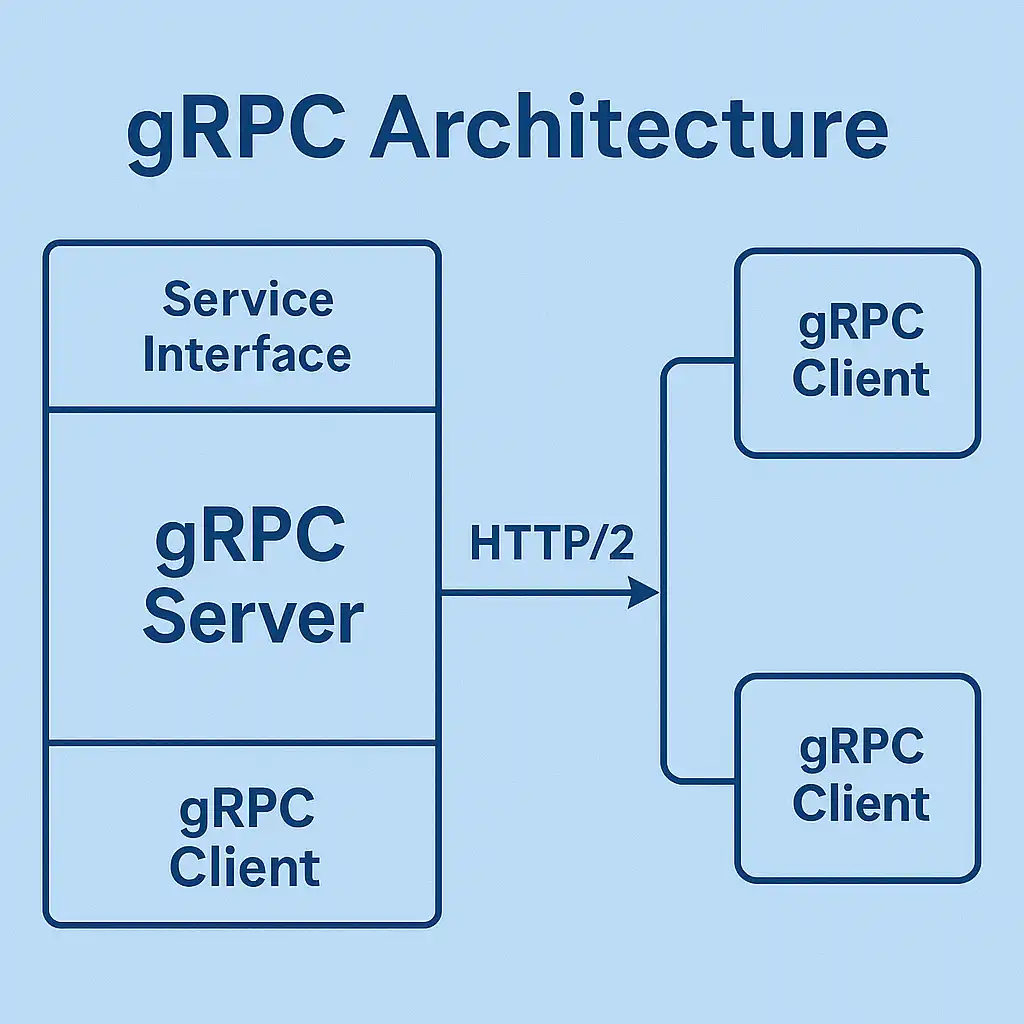 gRPC Architecture
Service
Interface
gRPC
Server
gRPC
Client
HTTP/2
gRPC
Client
gRPC
Client